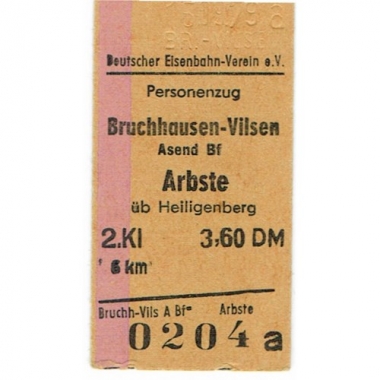 Deutscher Eisenbahn-Verein e.V.
Personenzug
Bruchhausen-Vilsen
Asend Bf
Arbste
üb Heiligenberg
2.Kl 3,60 DM
6 km
Bruchh-Vils A Bf Arbste
0204 a